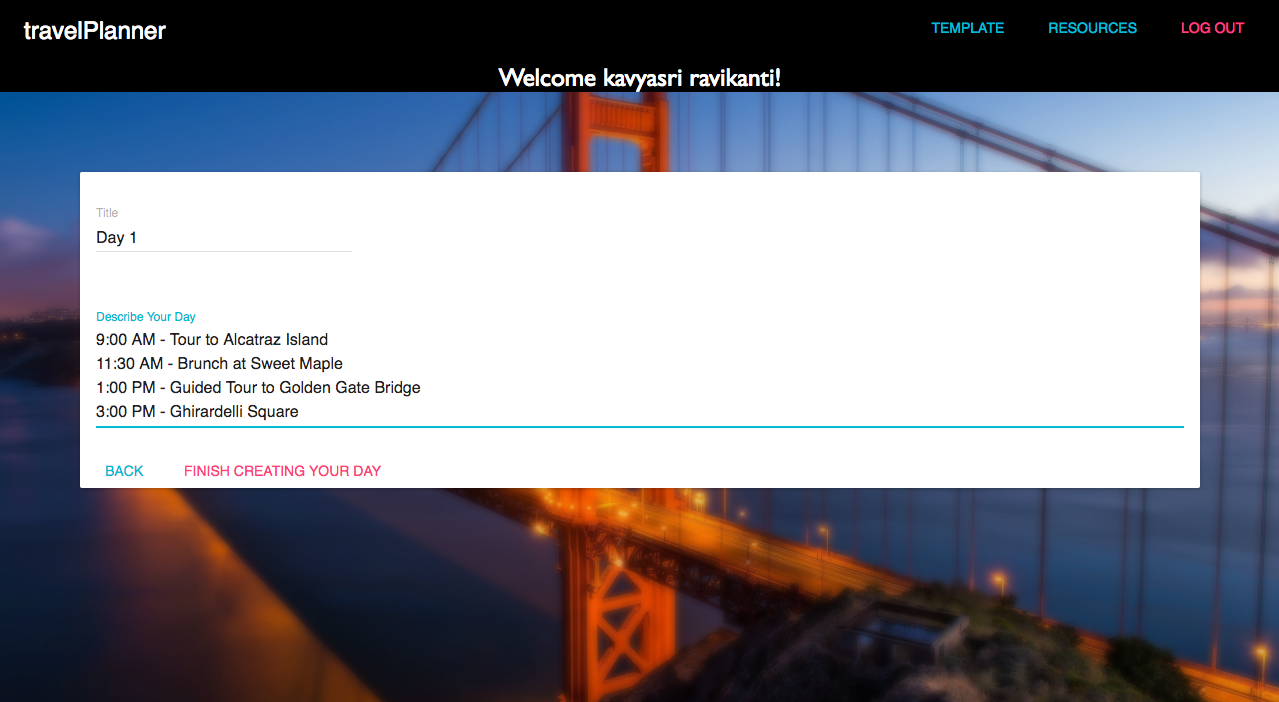 travelPlanner
TEMPLATE
RESOURCES
LOG OUT
Welcome kavyasri ravikanti!
Title
Day 1
Describe Your Day
9:00 AM - Tour to Alcatraz Island
11:30 AM - Brunch at Sweet Maple
1:00 PM - Guided Tour to Golden Gate Bridge
3:00 PM - Ghirardelli Square
BACK
FINISH CREATING YOUR DAY